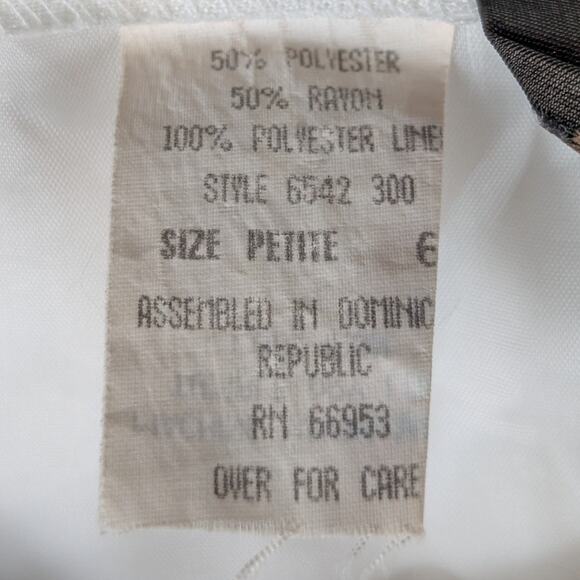 50% POLYESTER
50% RAYON
100% POLYESTER LINE
STYLE 6542 300
SIZE PETITE 6
ASSEMBLED IN DOMINIC
REPUBLIC
RN 66953
OVER FOR CARE